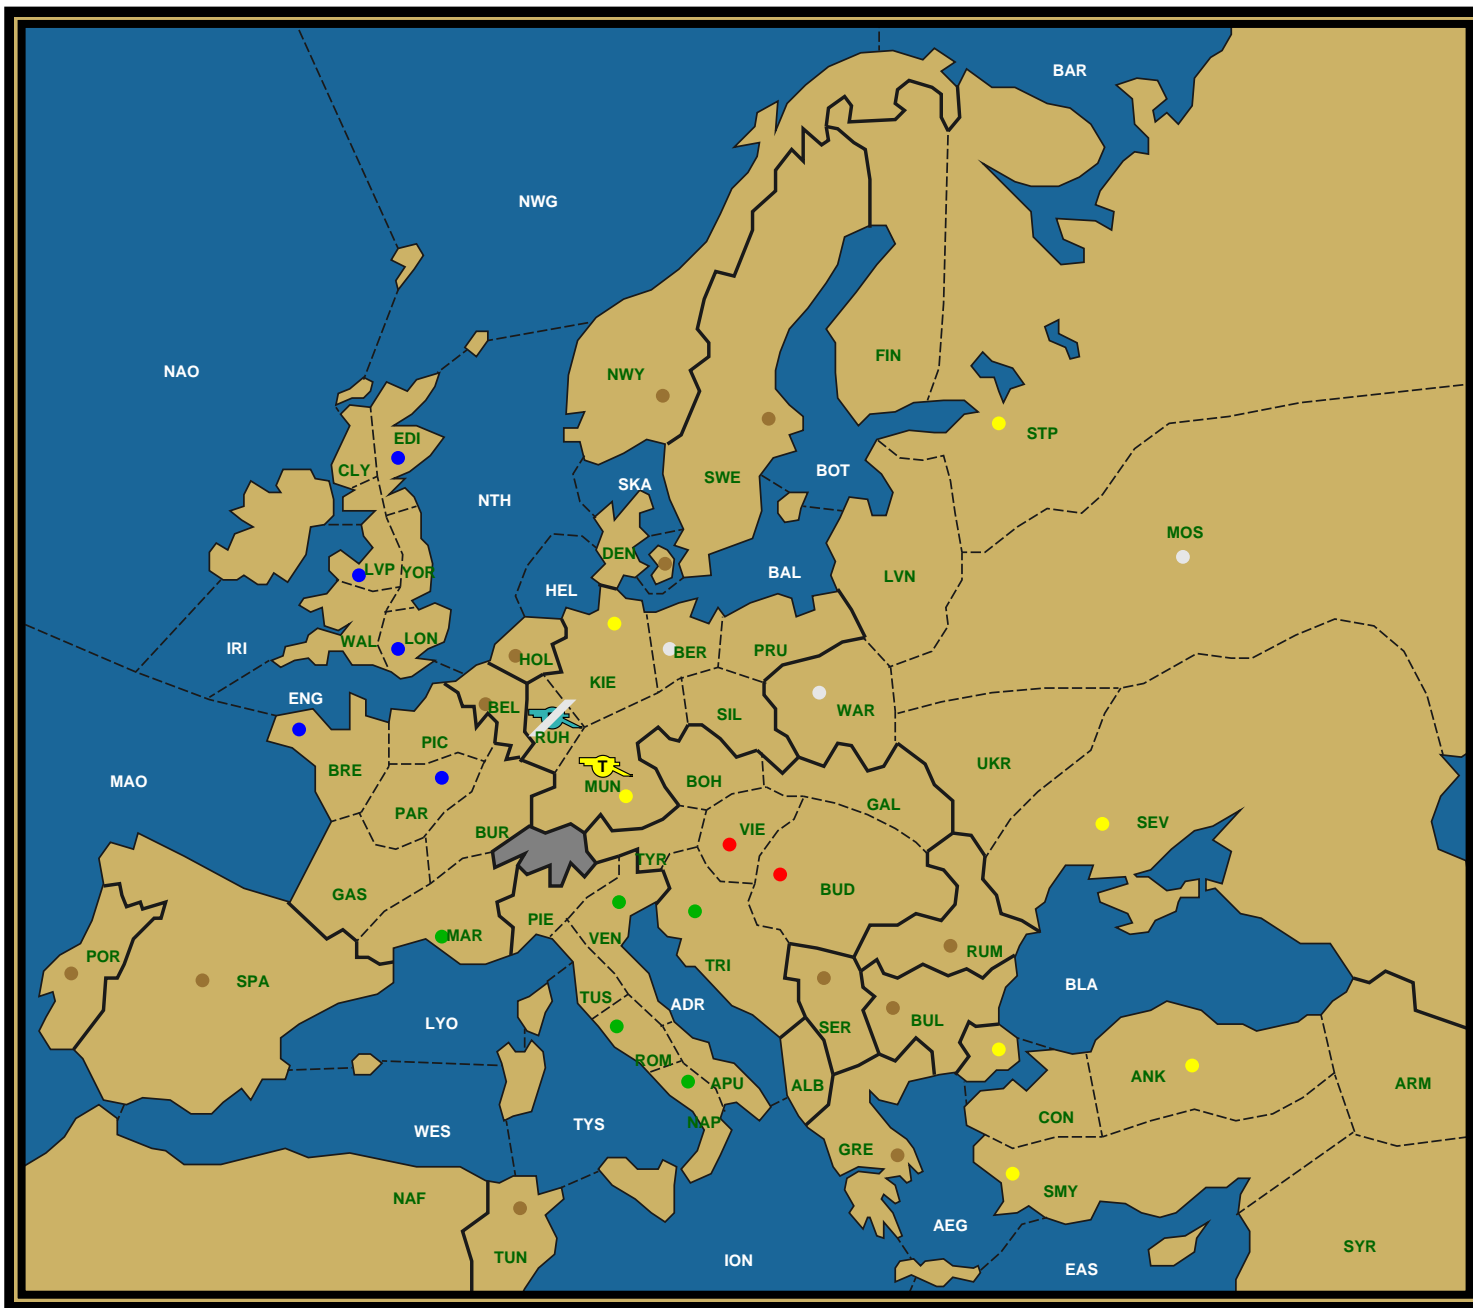 BAR
NWG
NAO
FIN
NWY
STP
EDI
CLY
SWE
BOT
SKA
NTH
MOS
DEN
LVP
YOR
BAL
LVN
HEL
IRI
WAL
LON
HOL
BER
PRU
KIE
ENG
BEL
SIL
WAR
RUH
PIC
BRE
UKR
MAO
T
MUN
BOH
GAL
PAR
SEV
BUR
VIE
TYR
BUD
GAS
PIE
MAR
VEN
POR
SPA
TRI
RUM
BLA
TUS
ADR
LYO
SER
BUL
ROM
APU
ALB
ANK
ARM
NAP
CON
TYS
WES
GRE
SMY
NAF
AEG
SYR
TUN
ION
EAS